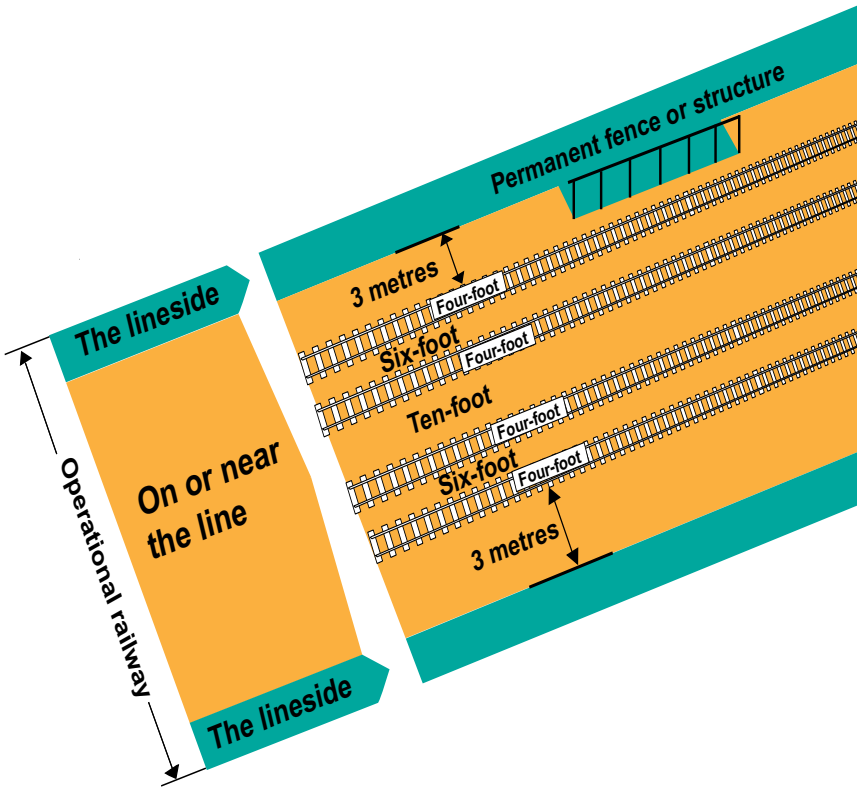 Permanent fence or structure
3 metres
Four-foot
The lineside
Six-foot
Four-foot
Ten-foot
Four-foot
On or near
the line
Six-foot
Four-foot
Operational railway
3 metres
The lineside